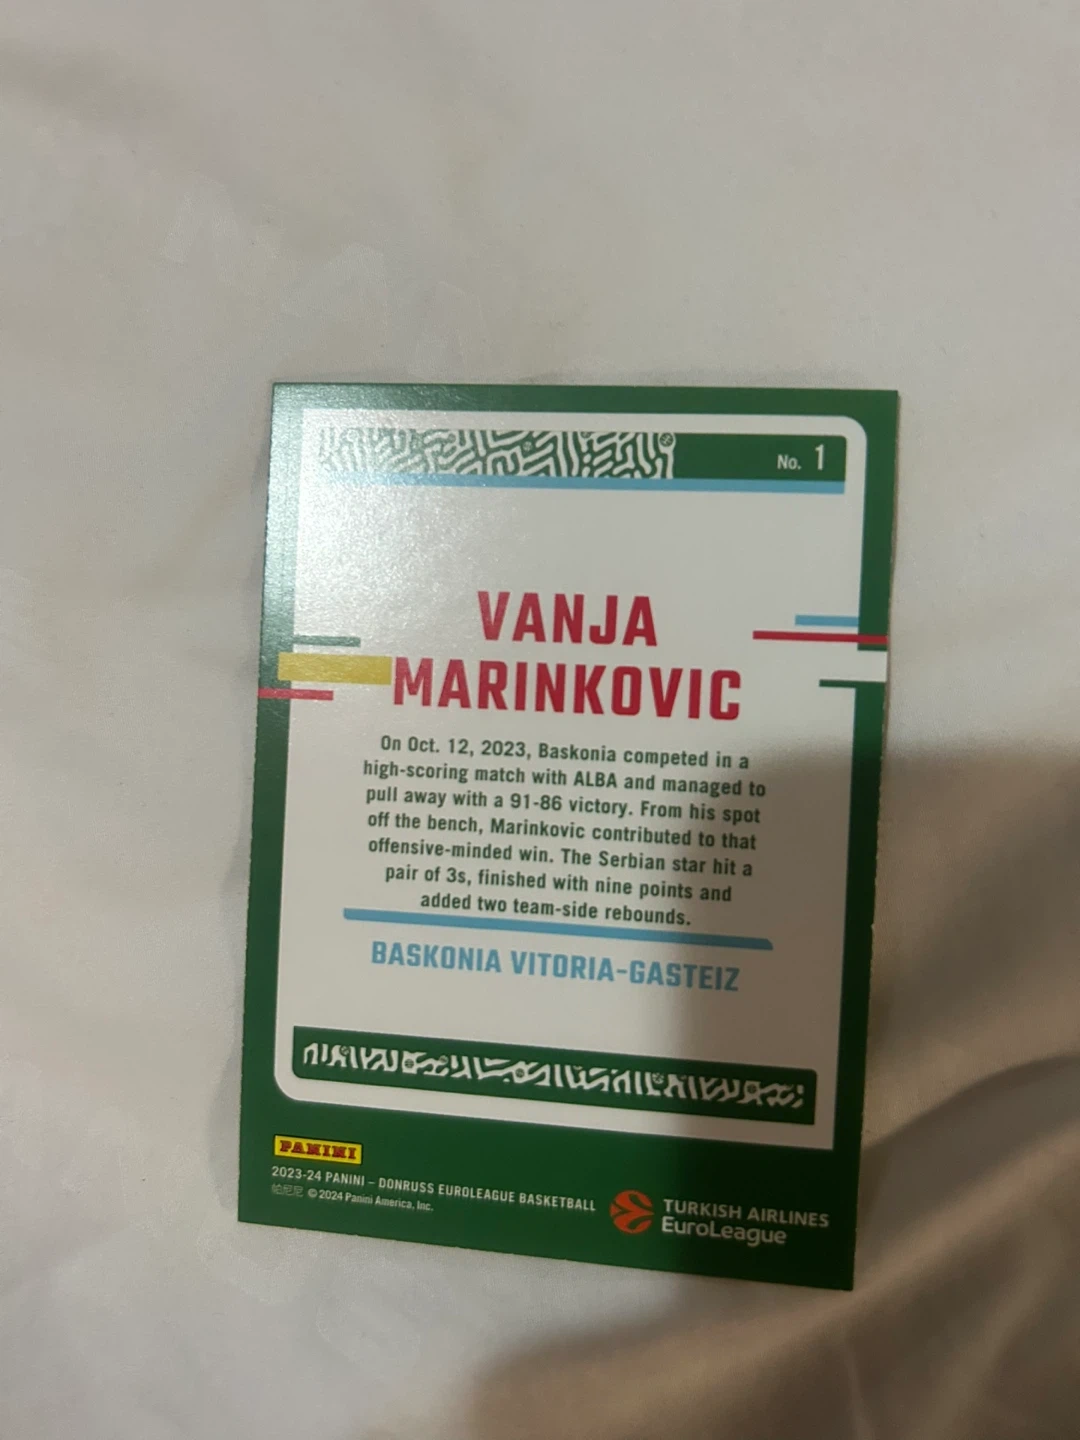 No. 1
VANJA
MARINKOVIC
On Oct. 12, 2023, Baskonia competed in a
high-scoring match with ALBA and managed to
pull away with a 91-86 victory. From his spot
off the bench, Marinkovic contributed to that
offensive-minded win. The Serbian star hit a
pair of 3s, finished with nine points and
added two team-side rebounds.
BASKONIA VITORIA-GASTEIZ
PANINI
2023-24 PANINI – DONRUSS EUROLEAGUE BASKETBALL
帕尼尼 © 2024 Panini America, Inc.
TURKISH AIRLINES
EuroLeague